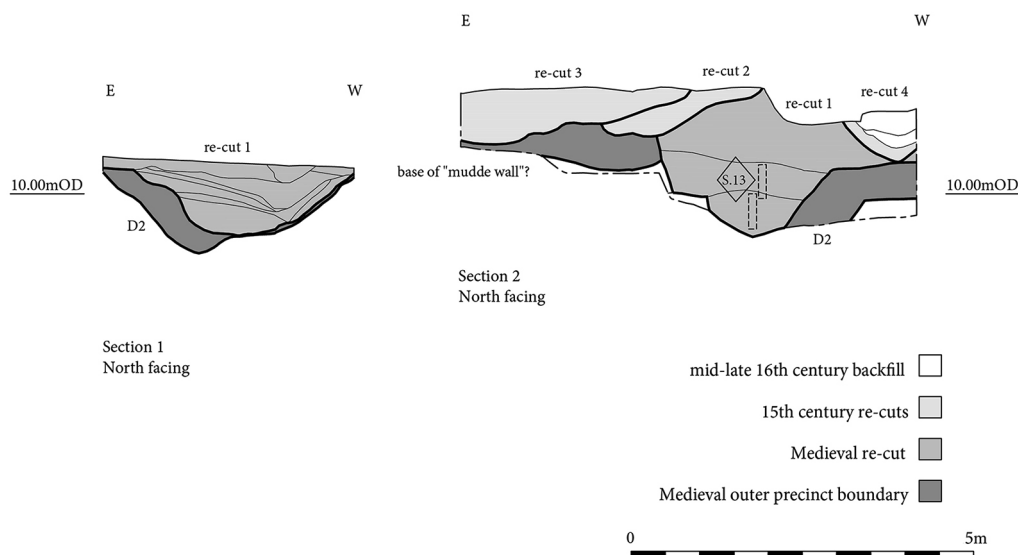 E
W
re-cut 3
re-cut 2
E
W
re-cut 4
re-cut 1
re-cut 1
base of "mudde wall"?
10.00mOD
S.13
10.00mOD
D2
D2
Section 2
North facing
Section 1
North facing
mid-late 16th century backfill
15th century re-cuts
Medieval re-cut
Medieval outer precinct boundary
0
5m